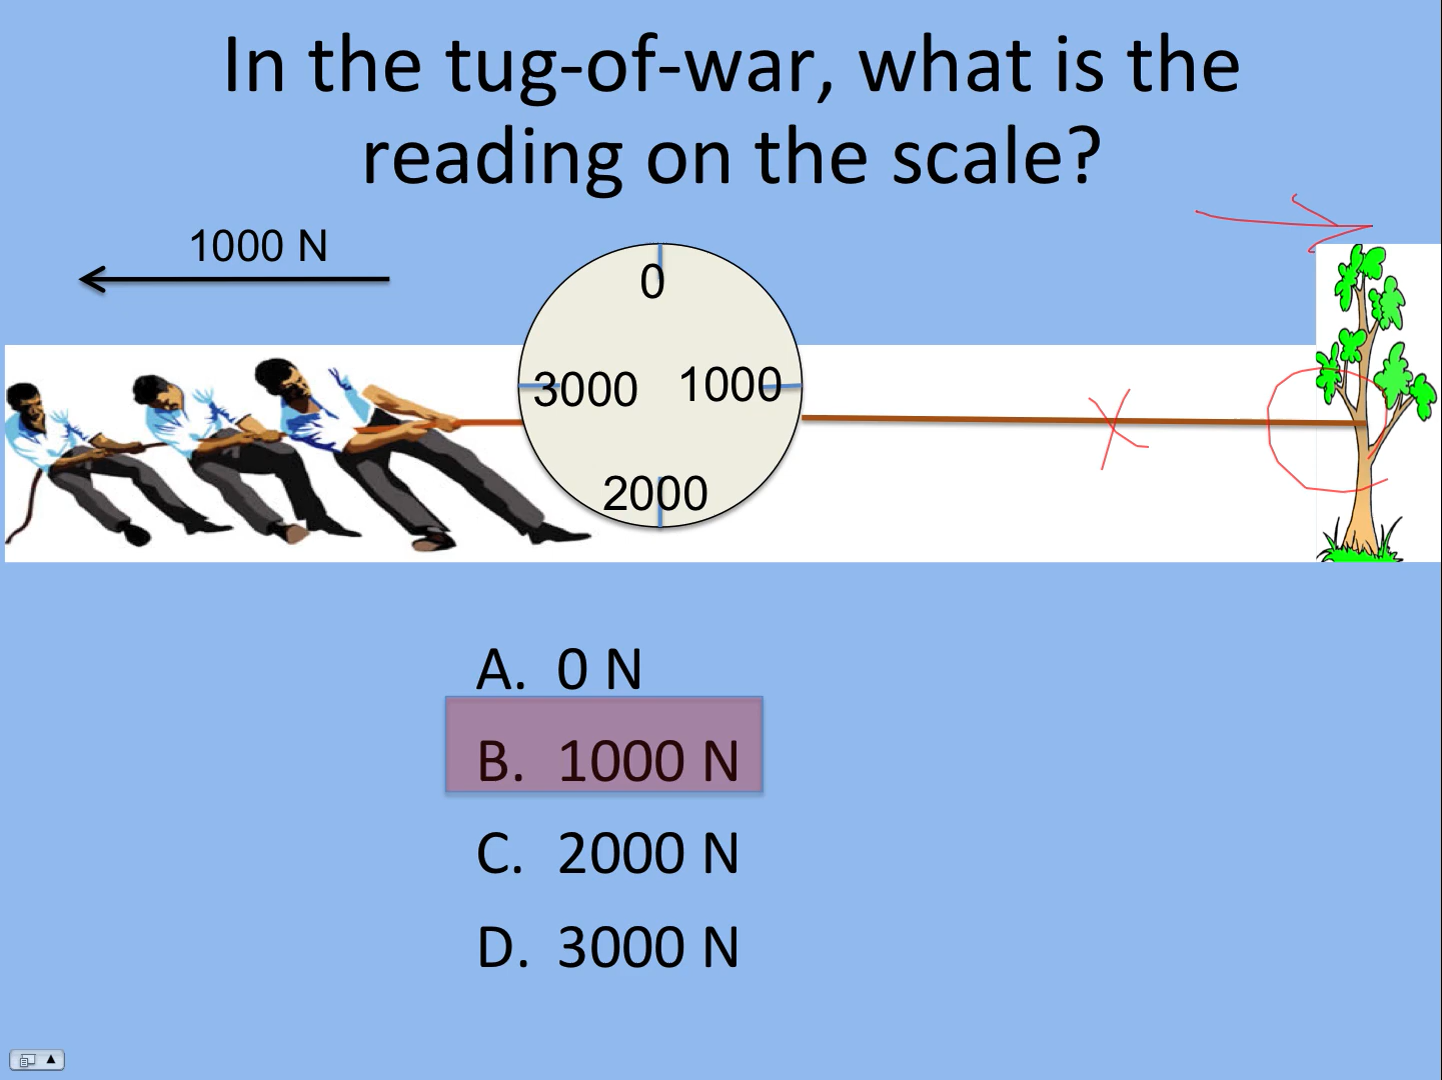 In the tug-of-war, what is the
reading on the scale?
1000 N
0
3000 1000
2000
A. 0 N
B. 1000 N
C. 2000 N
D. 3000 N